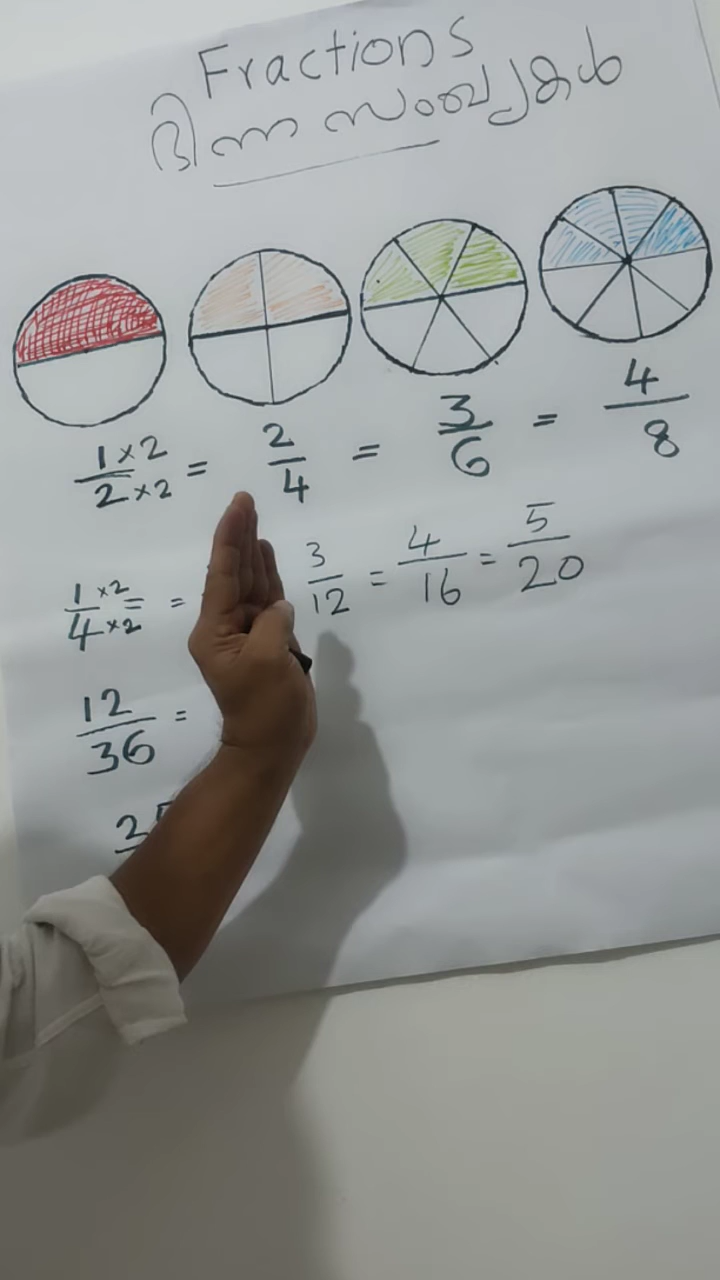 Fractions
ഭിന്ന സംഖ്യകൾ
1×2/2×2 = 2/4 = 3/6 = 4/8
1×2/4×2 = = 3/12 = 4/16 = 5/20
12/36 =